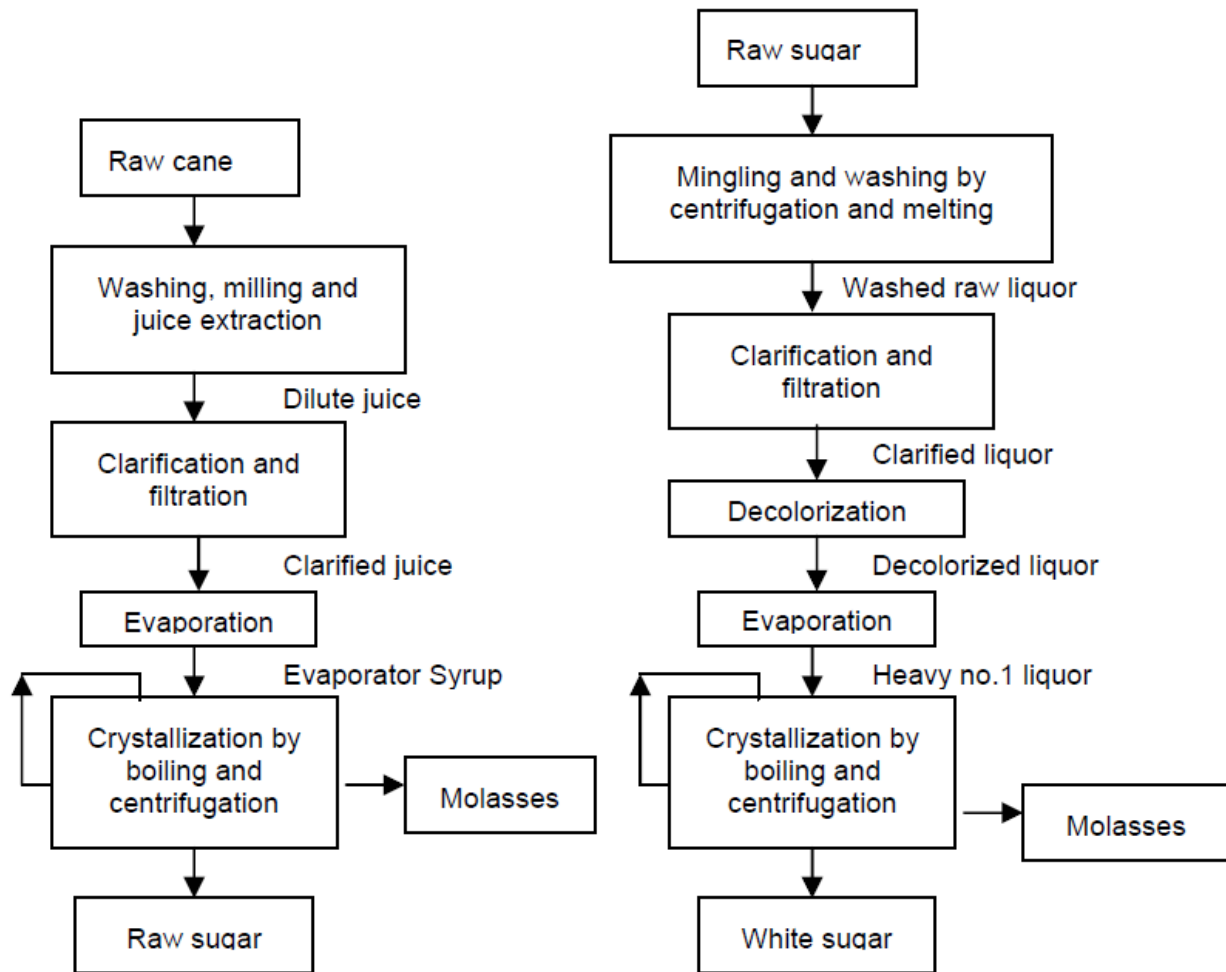 Raw cane
Washing, milling and
juice extraction
Dilute juice
Clarification and
filtration
Clarified juice
Evaporation
Evaporator Syrup
Crystallization by
boiling and
centrifugation
Molasses
Raw sugar
Raw sugar
Mingling and washing by
centrifugation and melting
Washed raw liquor
Clarification and
filtration
Clarified liquor
Decolorization
Decolorized liquor
Evaporation
Heavy no.1 liquor
Crystallization by
boiling and
centrifugation
Molasses
White sugar